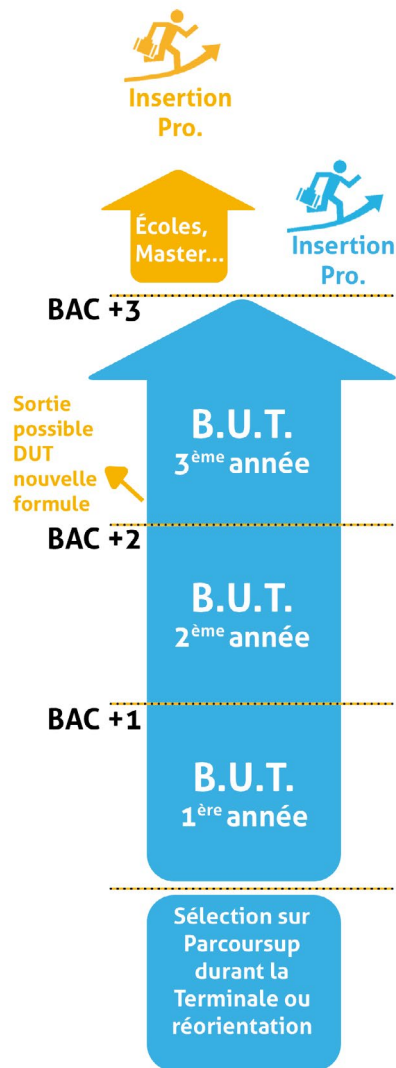 Insertion
Pro.
Écoles,
Master...
Insertion
Pro.
BAC +3
Sortie
possible
DUT
nouvelle
formule
B.U.T.
3ème année
BAC +2
B.U.T.
2ème année
BAC +1
B.U.T.
1ère année
Sélection sur
Parcoursup
durant la
Terminale ou
réorientation